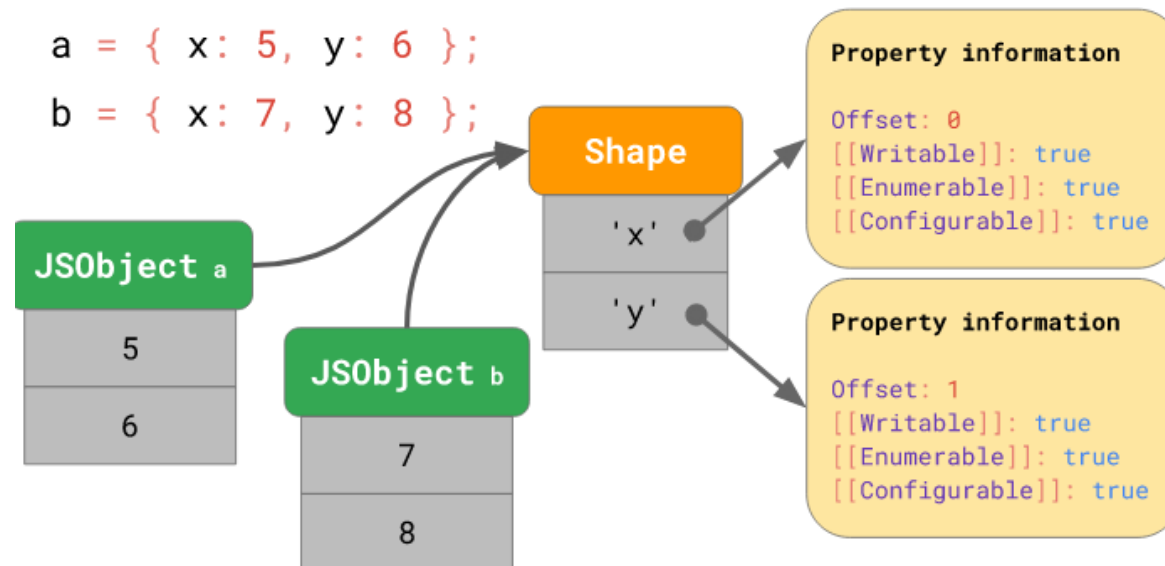 a = { x: 5, y: 6 };
b = { x: 7, y: 8 };
JSObject a
5
6
JSObject b
7
8
Shape
'x'
'y'
Property information
Offset: 0
[[Writable]]: true
[[Enumerable]]: true
[[Configurable]]: true
Property information
Offset: 1
[[Writable]]: true
[[Enumerable]]: true
[[Configurable]]: true